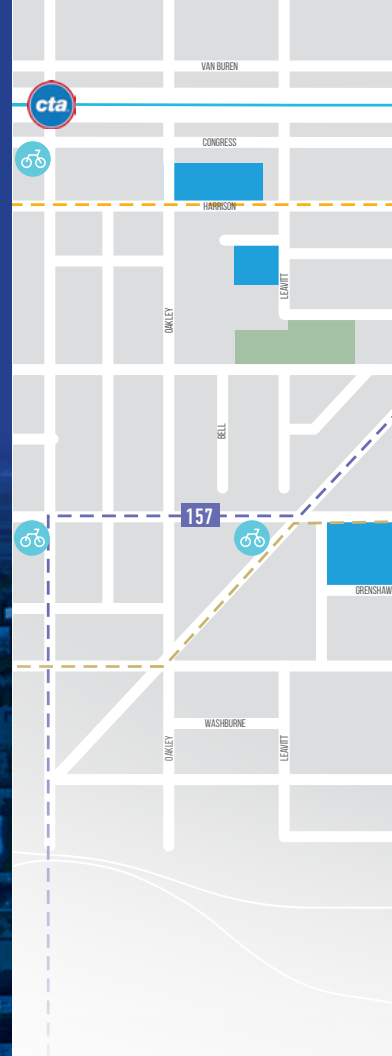 VAN BUREN
cta
CONGRESS
HARRISON
LEAVITT
OAKLEY
BELL
157
GRENSHAW
WASHBURNE
OAKLEY
LEAVITT